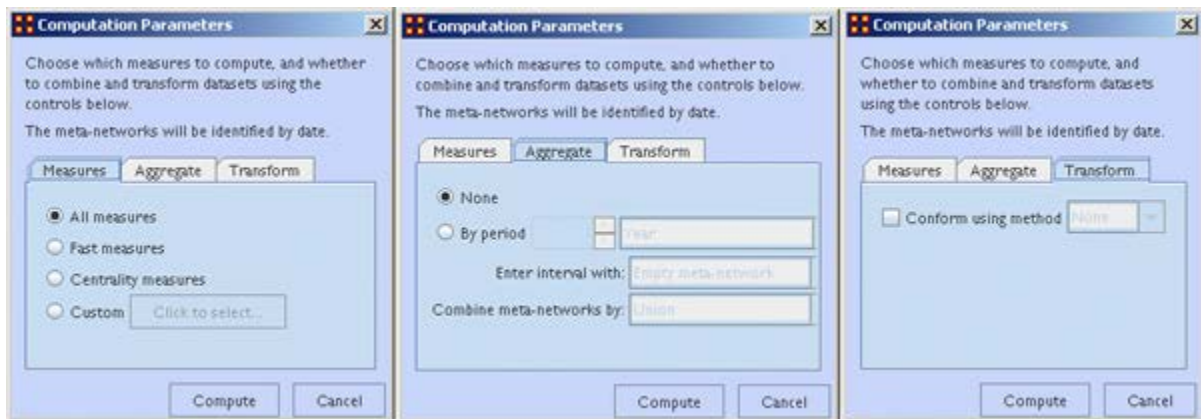 Computation Parameters
Choose which measures to compute, and whether
to combine and transform datasets using the
controls below.
The meta-networks will be identified by date.
Measures Aggregate Transform
All measures
Fast measures
Centrality measures
Custom Click to select...
Compute Cancel
Computation Parameters
Choose which measures to compute, and whether to
combine and transform datasets using the controls below.
The meta-networks will be identified by date.
Measures Aggregate Transform
None
By period Year
Enter interval with: Empty meta-network
Combine meta-networks by: Union
Compute Cancel
Computation Parameters
Choose which measures to compute, and
whether to combine and transform datasets
using the controls below.
The meta-networks will be identified by date.
Measures Aggregate Transform
Conform using method None
Compute Cancel